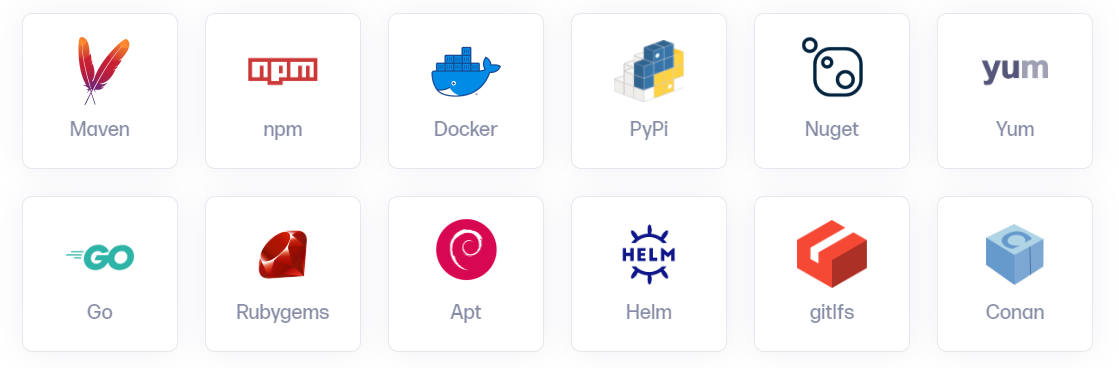 npm
yum
Maven
npm
Docker
PyPi
Nuget
Yum
GO
HELM
Go
Rubygems
Apt
Helm
gitlfs
Conan